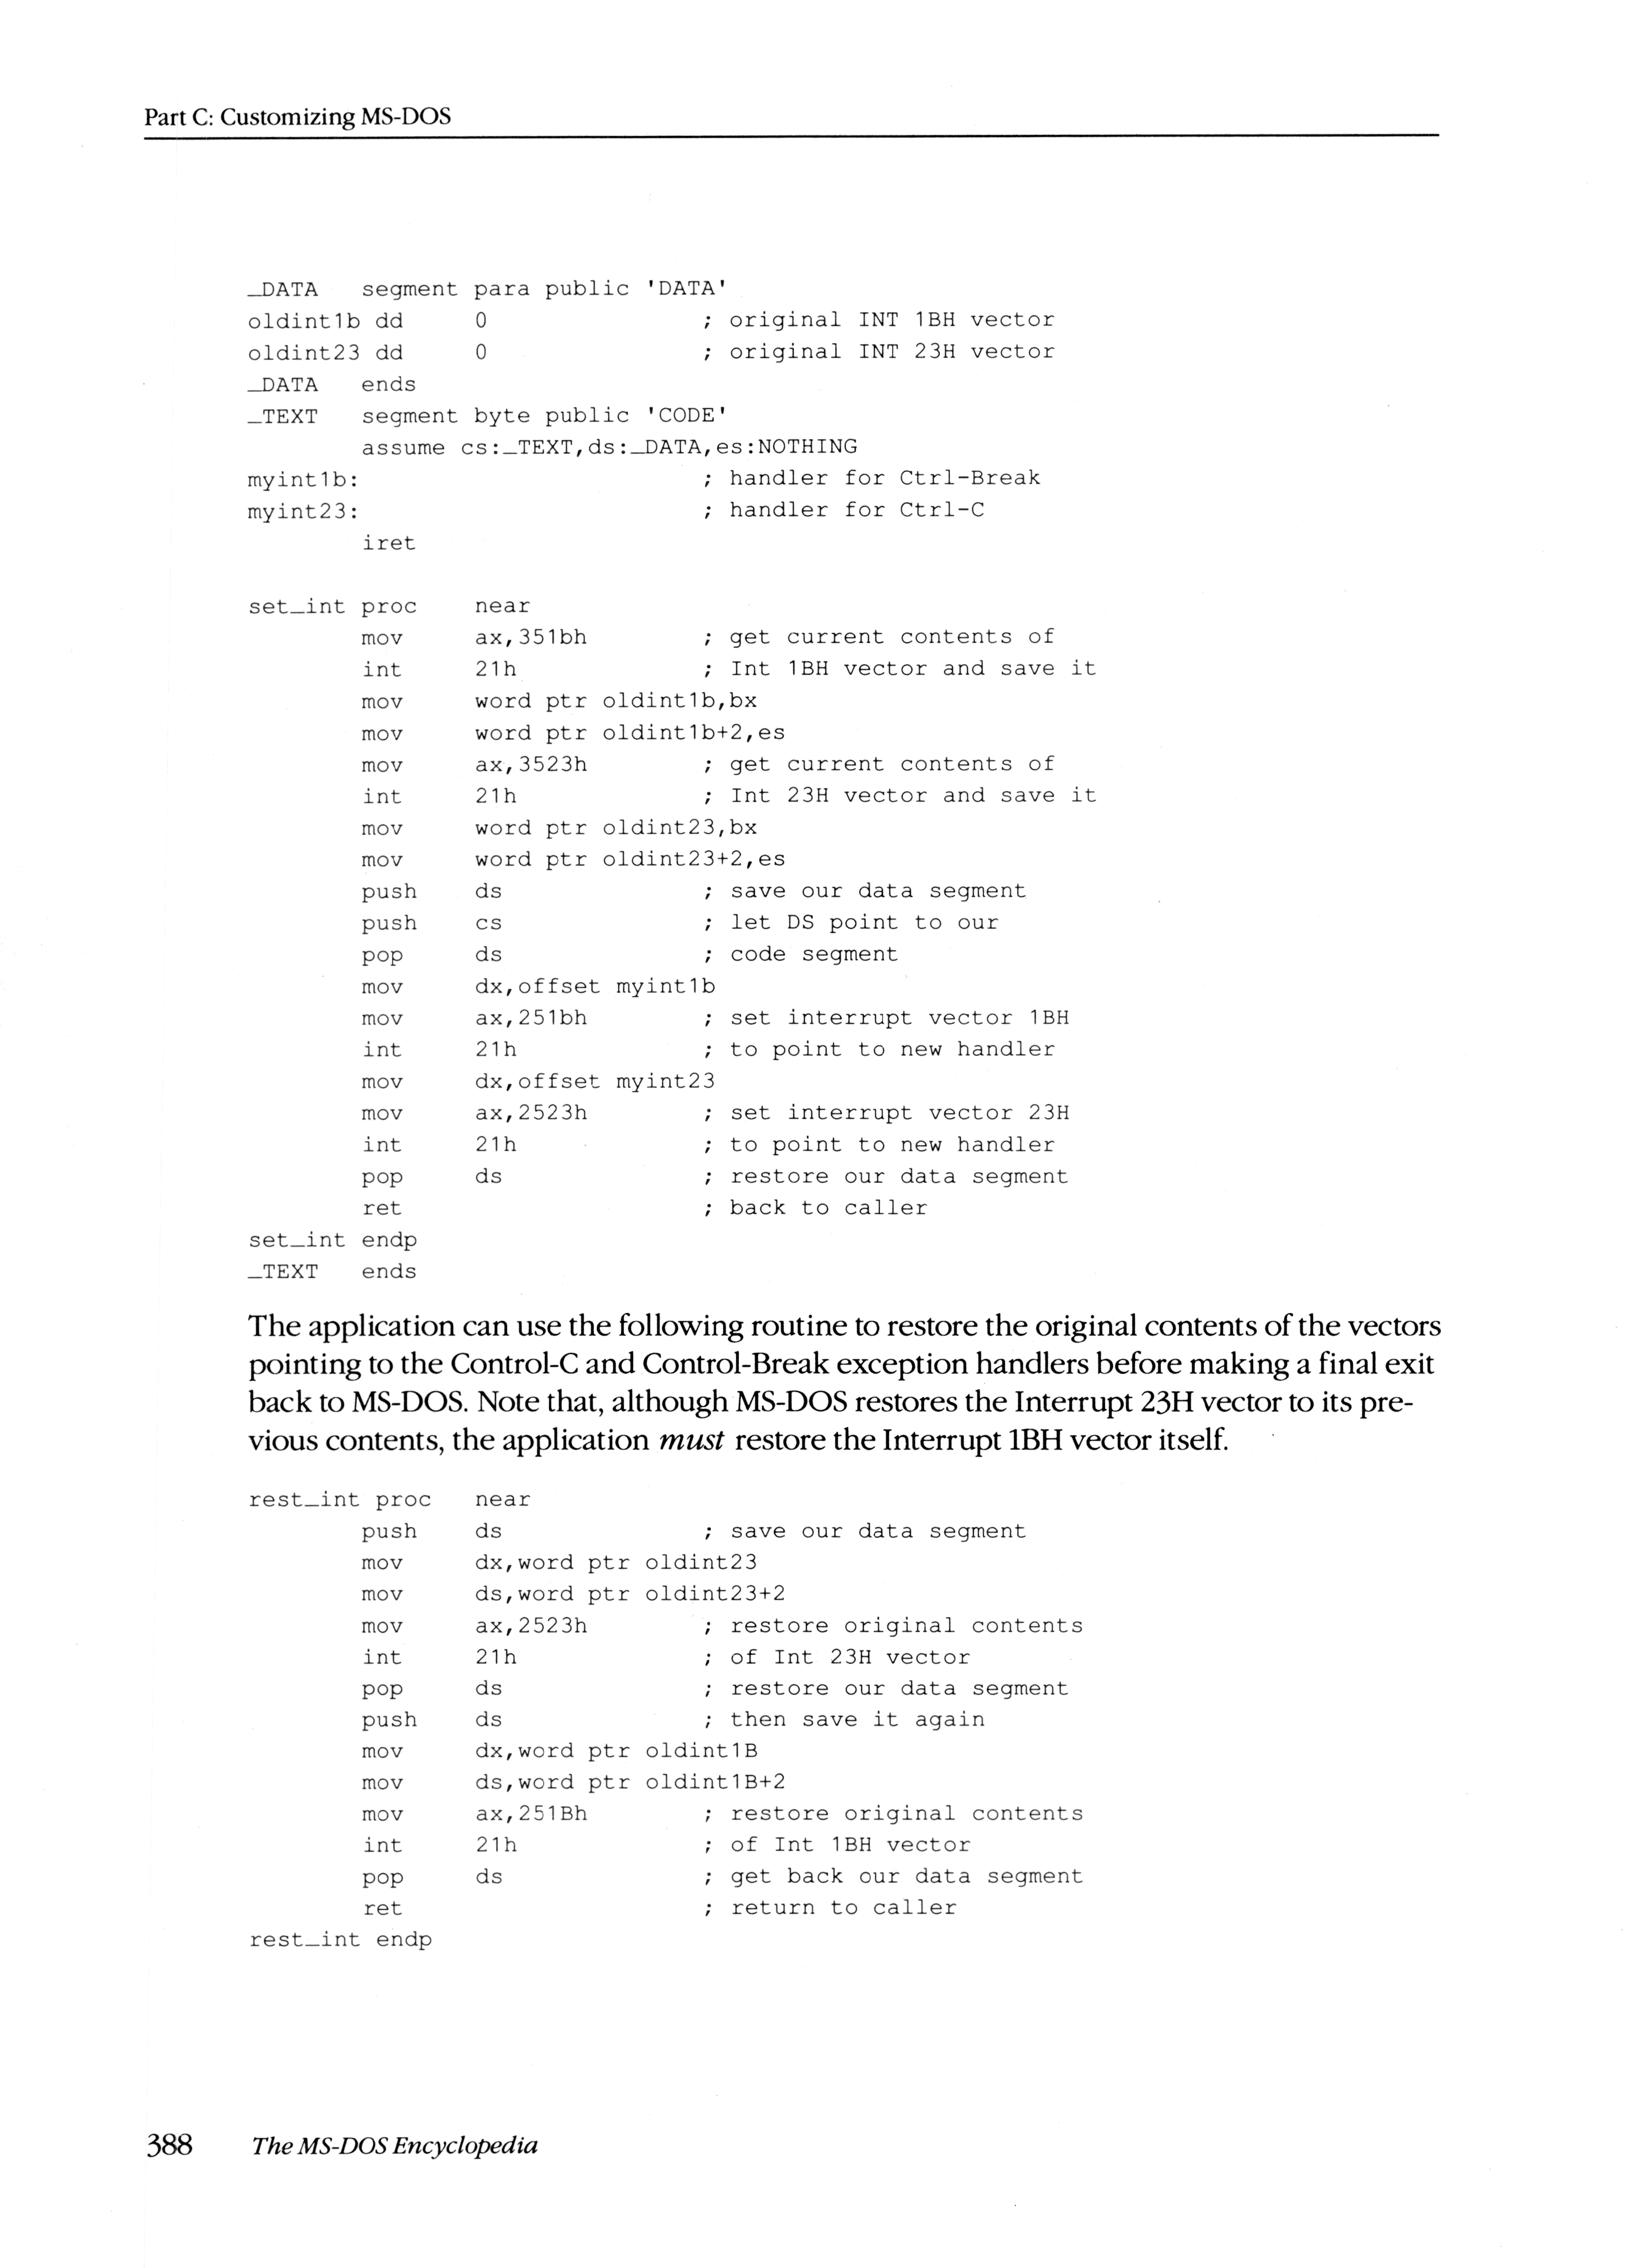 Part C: Customizing MS-DOS
_DATA   segment para public 'DATA'
oldint1b dd     0               ; original INT 1BH vector
oldint23 dd     0               ; original INT 23H vector
_DATA   ends
_TEXT   segment byte public 'CODE'
        assume cs:_TEXT,ds:_DATA,es:NOTHING
myint1b:                        ; handler for Ctrl-Break
myint23:                        ; handler for Ctrl-C
        iret
set_int proc    near
        mov     ax,351bh        ; get current contents of
        int     21h             ; Int 1BH vector and save it
        mov     word ptr oldint1b,bx
        mov     word ptr oldint1b+2,es
        mov     ax,3523h        ; get current contents of
        int     21h             ; Int 23H vector and save it
        mov     word ptr oldint23,bx
        mov     word ptr oldint23+2,es
        push    ds              ; save our data segment
        push    cs              ; let DS point to our
        pop     ds              ; code segment
        mov     dx,offset myint1b
        mov     ax,251bh        ; set interrupt vector 1BH
        int     21h             ; to point to new handler
        mov     dx,offset myint23
        mov     ax,2523h        ; set interrupt vector 23H
        int     21h             ; to point to new handler
        pop     ds              ; restore our data segment
        ret                     ; back to caller
set_int endp
_TEXT   ends
The application can use the following routine to restore the original contents of the vectors
pointing to the Control-C and Control-Break exception handlers before making a final exit
back to MS-DOS. Note that, although MS-DOS restores the Interrupt 23H vector to its pre-
vious contents, the application must restore the Interrupt 1BH vector itself.
rest_int proc   near
        push    ds              ; save our data segment
        mov     dx,word ptr oldint23
        mov     ds,word ptr oldint23+2
        mov     ax,2523h        ; restore original contents
        int     21h             ; of Int 23H vector
        pop     ds              ; restore our data segment
        push    ds              ; then save it again
        mov     dx,word ptr oldint1B
        mov     ds,word ptr oldint1B+2
        mov     ax,251Bh        ; restore original contents
        int     21h             ; of Int 1BH vector
        pop     ds              ; get back our data segment
        ret                     ; return to caller
rest_int endp
388 The MS-DOS Encyclopedia